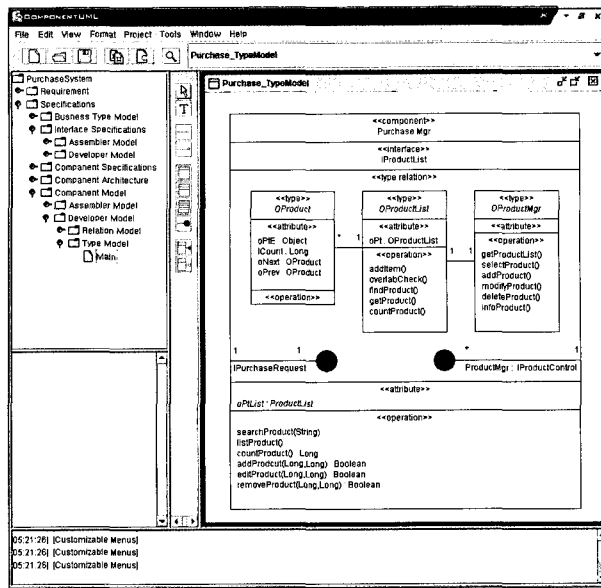 COMPONENTUML
File Edit View Format Project Tools Window Help
Purchase_TypeModel
PurchaseSystem
Requirement
Specifications
Business Type Model
Interface Specifications
Assembler Model
Developer Model
Component Specifications
Component Architecture
Component Model
Assembler Model
Developer Model
Relation Model
Type Model
Main
T
Purchase_TypeModel
<<component>>
Purchase Mgr
<<interface>>
IProductList
<<type relation>>
<<type>>
OProduct
<<attribute>>
oPtE : Object
lCount : Long
oNext OProduct
oPrev OProduct
<<operation>>
* 1
<<type>>
OProductList
<<attribute>>
oPt : OProductList
<<operation>>
addItem()
overlabCheck()
findProduct()
getProduct()
countProduct()
1 1
<<type>>
OProductMgr
<<attribute>>
<<operation>>
getProductList()
selectProduct()
addProduct()
modifyProduct()
deleteProduct()
infoProduct()
1 1 * 1
IPurchaseRequest
ProductMgr : IProductControl
<<attribute>>
oPtList : ProductList
<<operation>>
searchProduct(String)
listProduct()
countProduct() Long
addProdcut(Long,Long) Boolean
editProduct(Long,Long) Boolean
removeProduct(Long,Long) Boolean
05:21:26| |Customizable Menus|
05:21:26| |Customizable Menus|
05:21:26| |Customizable Menus|